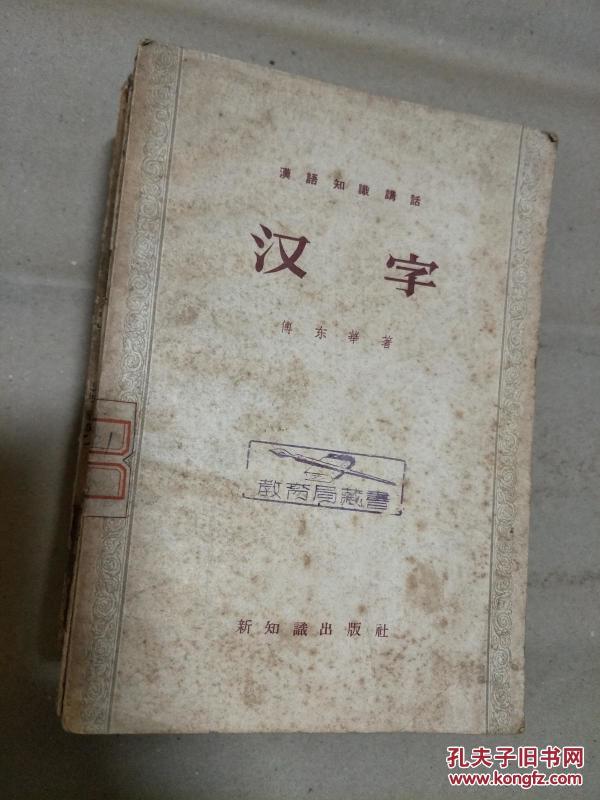 漢語知識講話
汉字
傅东華著
教育局藏書
新知識出版社
孔夫子旧书网
www.kongfz.com